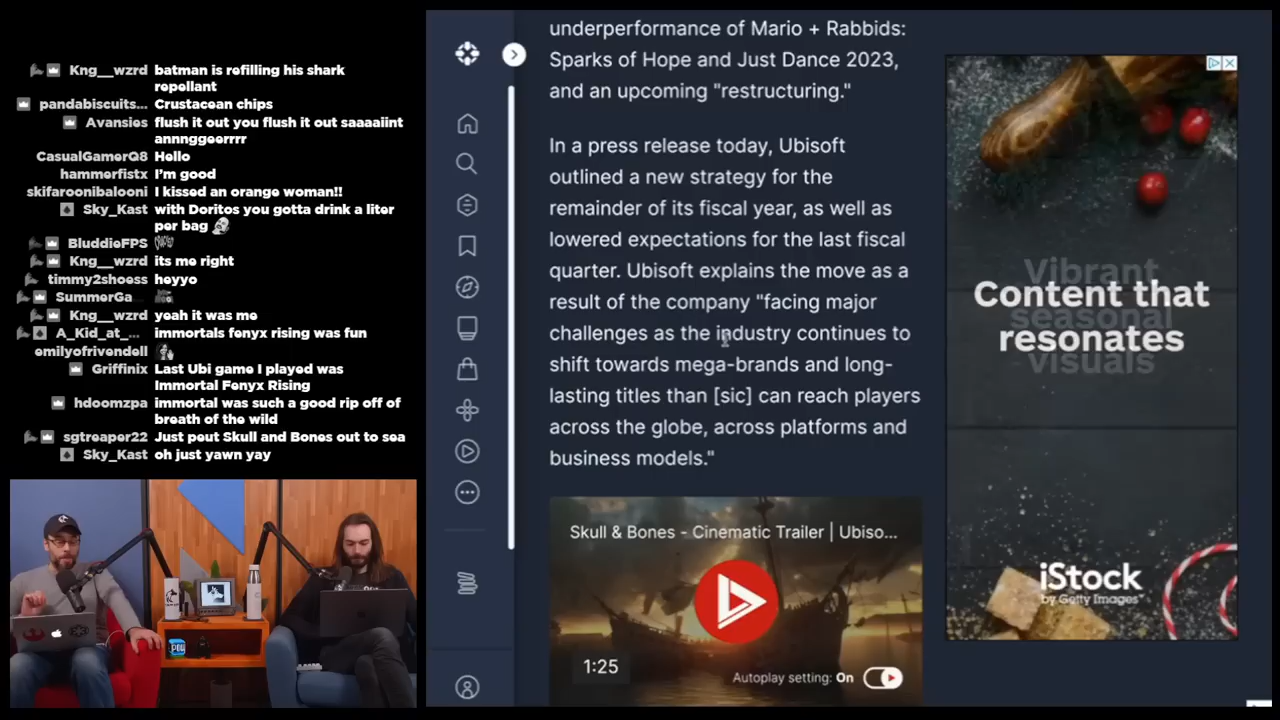 Kng__wzrd batman is refilling his shark
repellant
pandabiscuits... Crustacean chips
Avansies flush it out you flush it out saaaaiint
annnggeerrrr
CasualGamerQ8 Hello
hammerfistx I'm good
skifaroonibalooni I kissed an orange woman!!
Sky_Kast with Doritos you gotta drink a liter
per bag
BluddieFPS
Kng__wzrd its me right
timmy2shoess heyyo
SummerGa
Kng__wzrd yeah it was me
A_Kid_at_... immortals fenyx rising was fun
emilyofrivendell
Griffinix Last Ubi game I played was
Immortal Fenyx Rising
hdoomzpa immortal was such a good rip off of
breath of the wild
sgtreaper22 Just peut Skull and Bones out to sea
Sky_Kast oh just yawn yay
underperformance of Mario + Rabbids:
Sparks of Hope and Just Dance 2023,
and an upcoming "restructuring."
In a press release today, Ubisoft
outlined a new strategy for the
remainder of its fiscal year, as well as
lowered expectations for the last fiscal
quarter. Ubisoft explains the move as a
result of the company "facing major
challenges as the industry continues to
shift towards mega-brands and long-
lasting titles than [sic] can reach players
across the globe, across platforms and
business models."
Skull & Bones - Cinematic Trailer | Ubiso...
1:25
Autoplay setting: On
Vibrant
Content that
seasonal
resonates
visuals
iStock
by Getty Images™